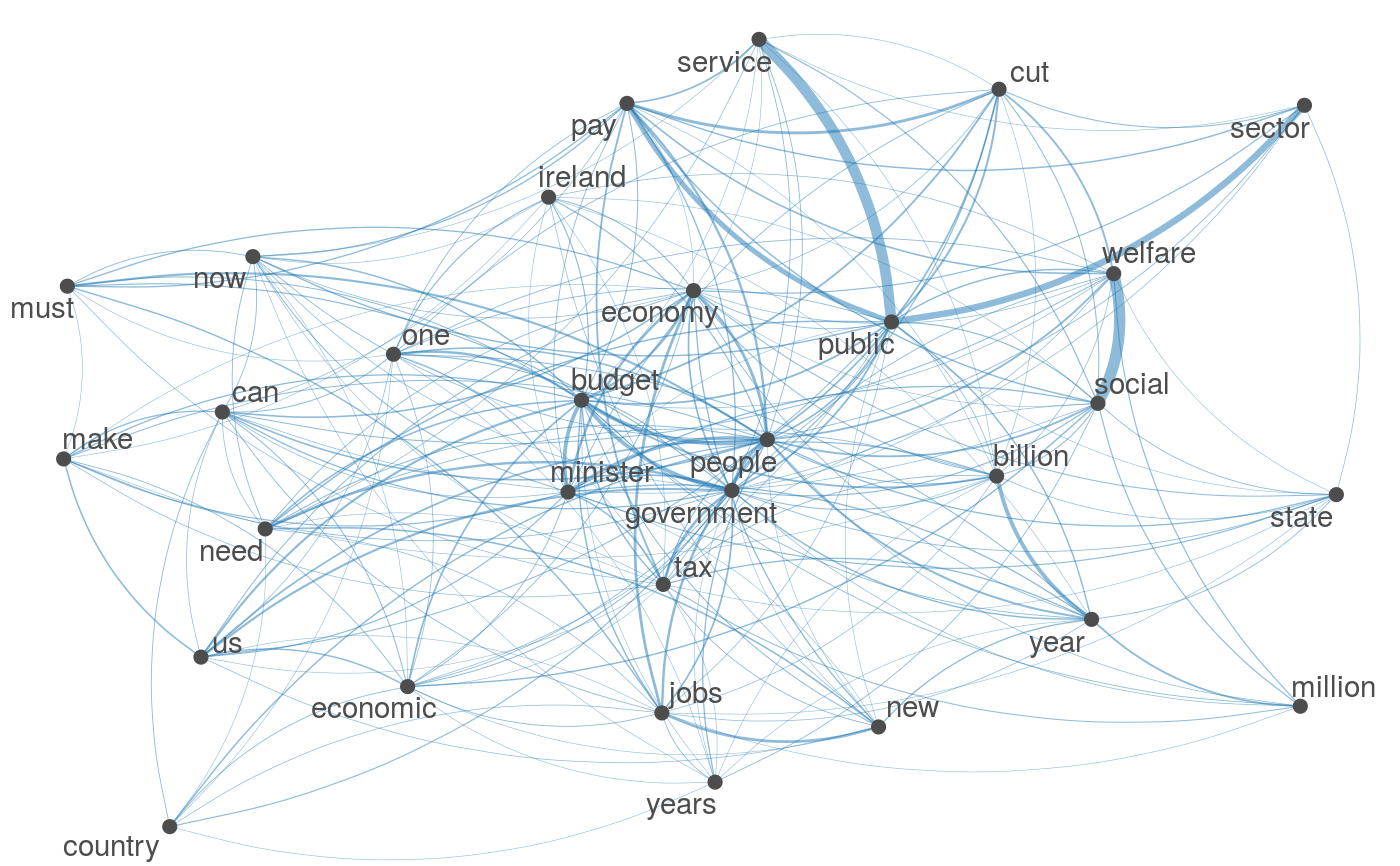 service
cut
pay
sector
ireland
welfare
now
must
economy
one
public
budget
can
social
make
minister
people
billion
government
state
need
tax
us
year
economic
jobs
new
million
years
country